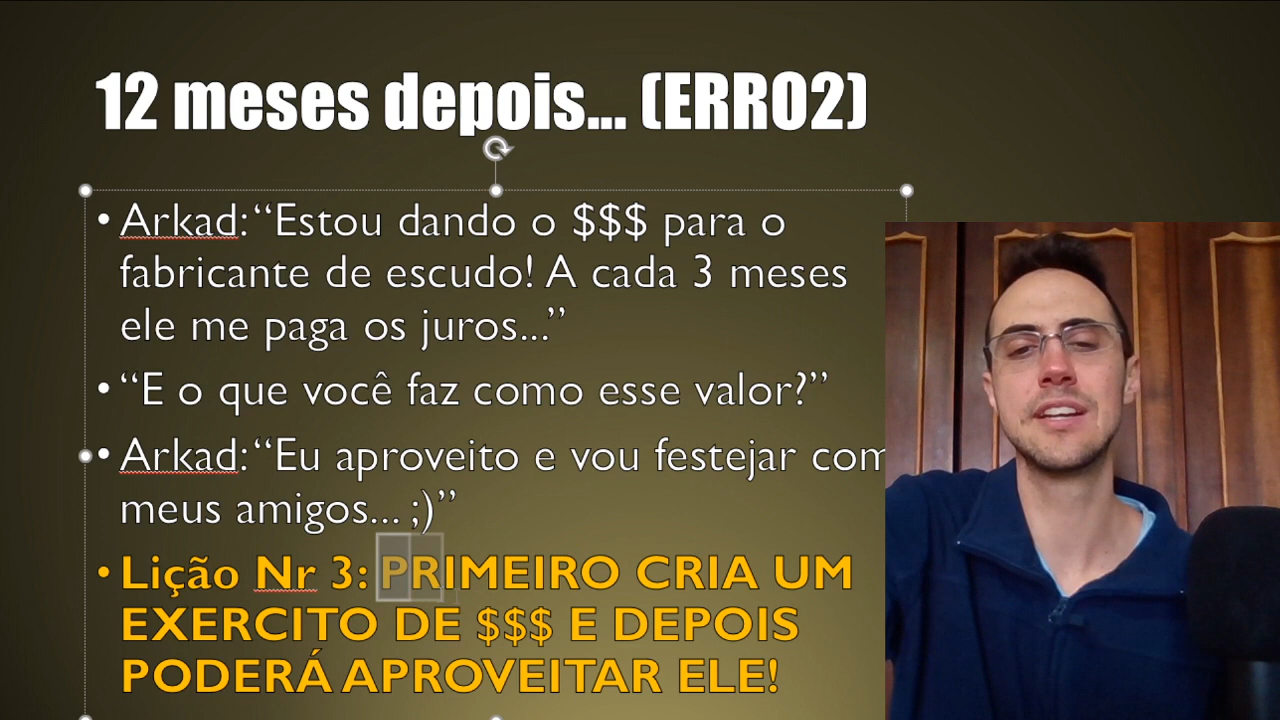 12 meses depois... (ERRO2)
• Arkad: “Estou dando o $$$ para o
fabricante de escudo! A cada 3 meses
ele me paga os juros...”
• “E o que você faz como esse valor?”
• Arkad: “Eu aproveito e vou festejar com
meus amigos... ;)”
• Lição Nr 3: PRIMEIRO CRIA UM
EXERCITO DE $$$ E DEPOIS
PODERÁ APROVEITAR ELE!